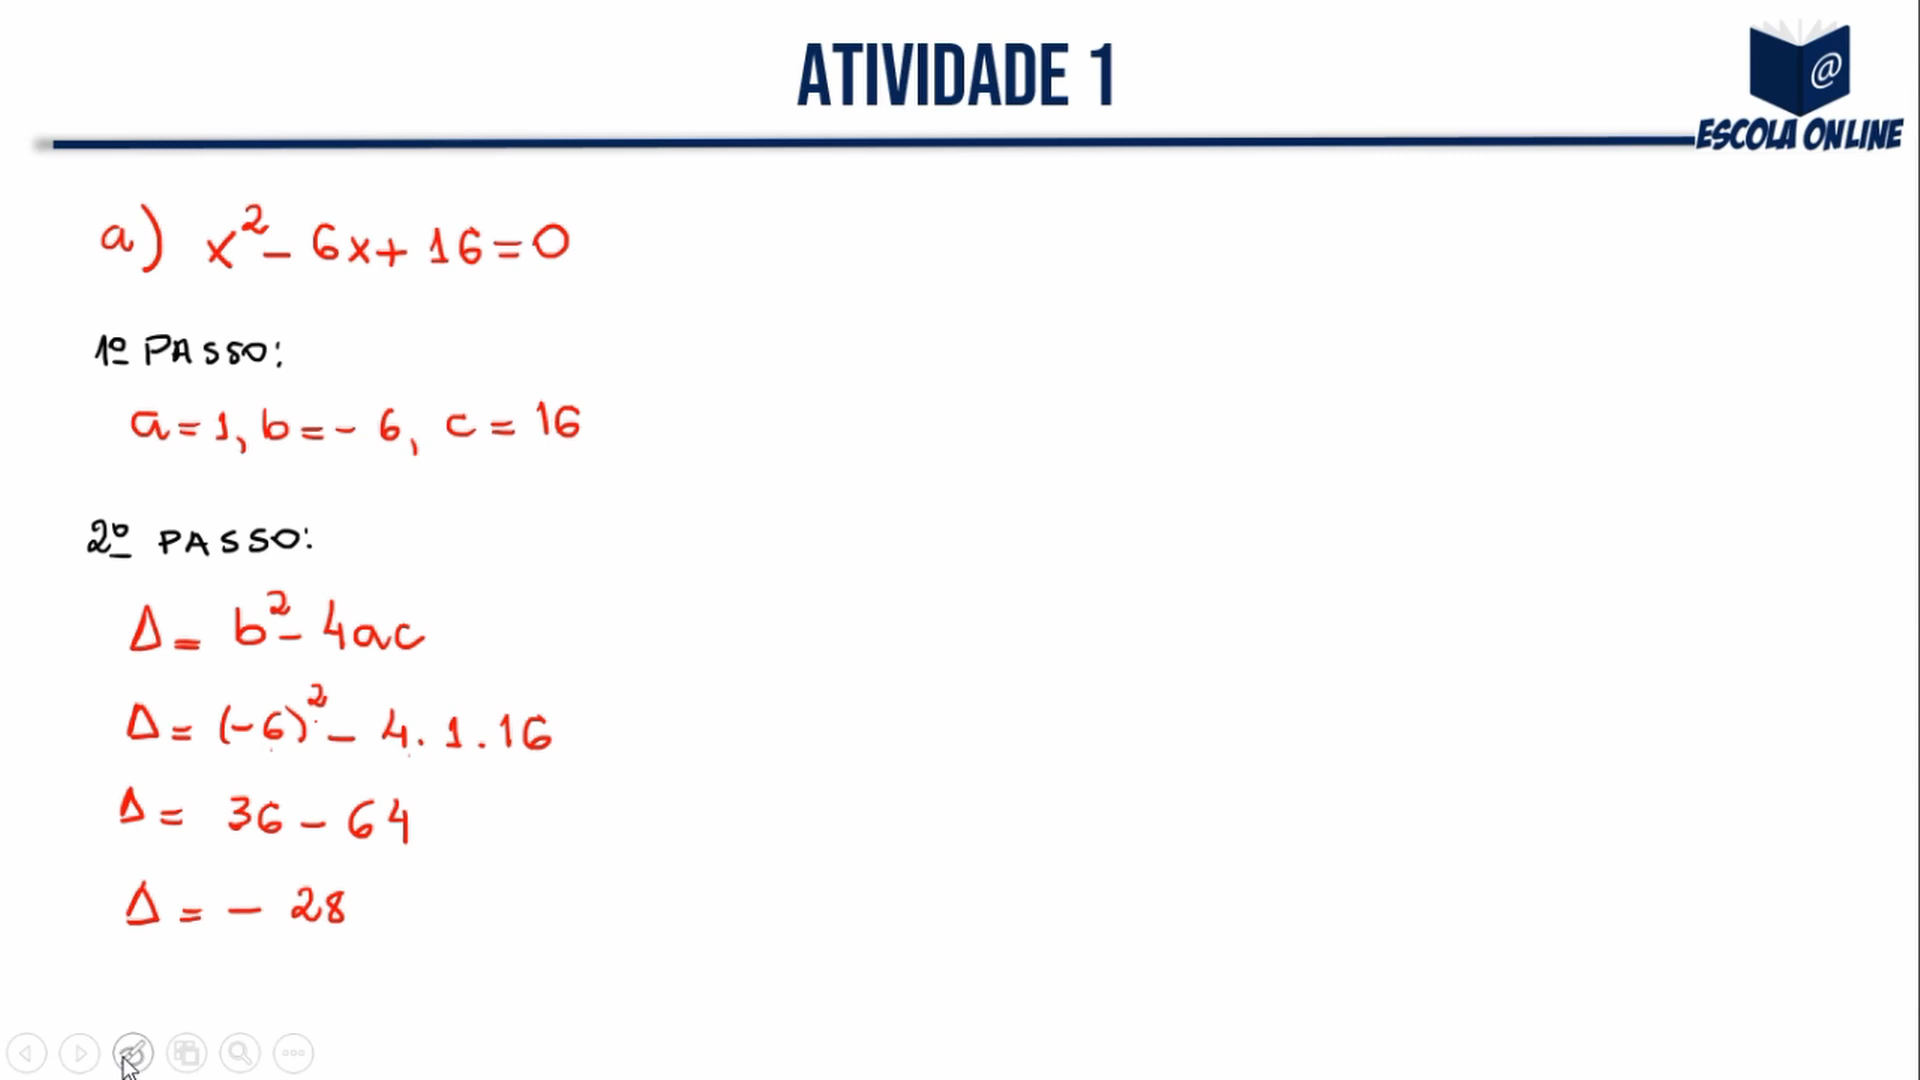 ATIVIDADE 1
@
ESCOLA ONLINE
a) x² - 6x + 16 = 0
1º PASSO:
a = 1, b = - 6, c = 16
2º PASSO:
Δ = b² - 4ac
Δ = (-6)² - 4 . 1 . 16
Δ = 36 - 64
Δ = - 28